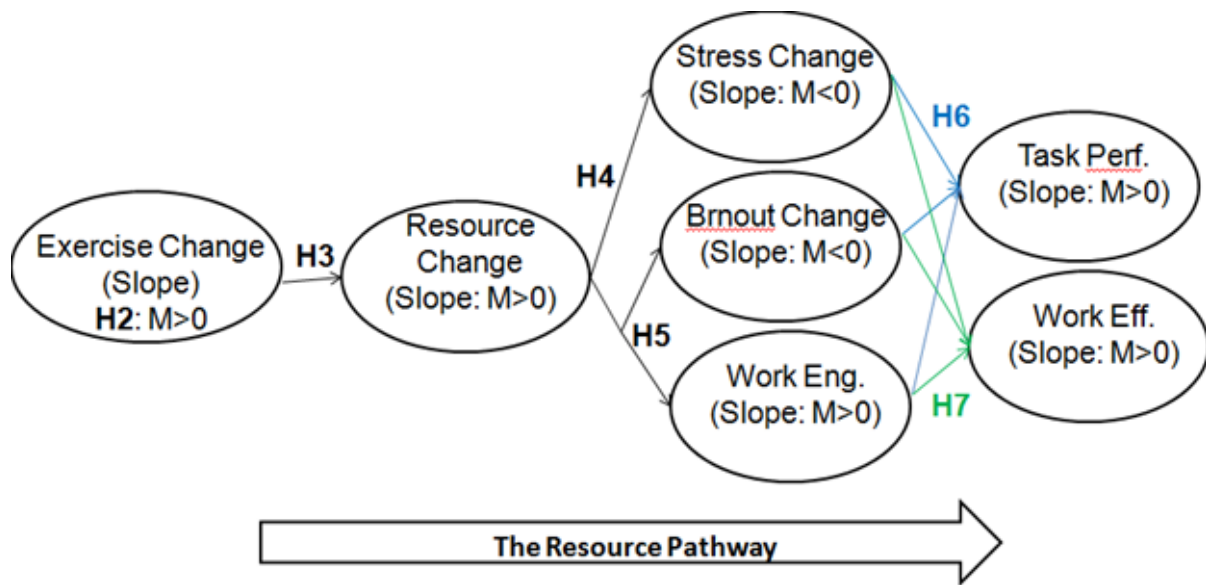 Exercise Change
(Slope)
H2: M>0
H3
Resource
Change
(Slope: M>0)
H4
H5
Stress Change
(Slope: M<0)
Brnout Change
(Slope: M<0)
Work Eng.
(Slope: M>0)
H6
H7
Task Perf.
(Slope: M>0)
Work Eff.
(Slope: M>0)
The Resource Pathway